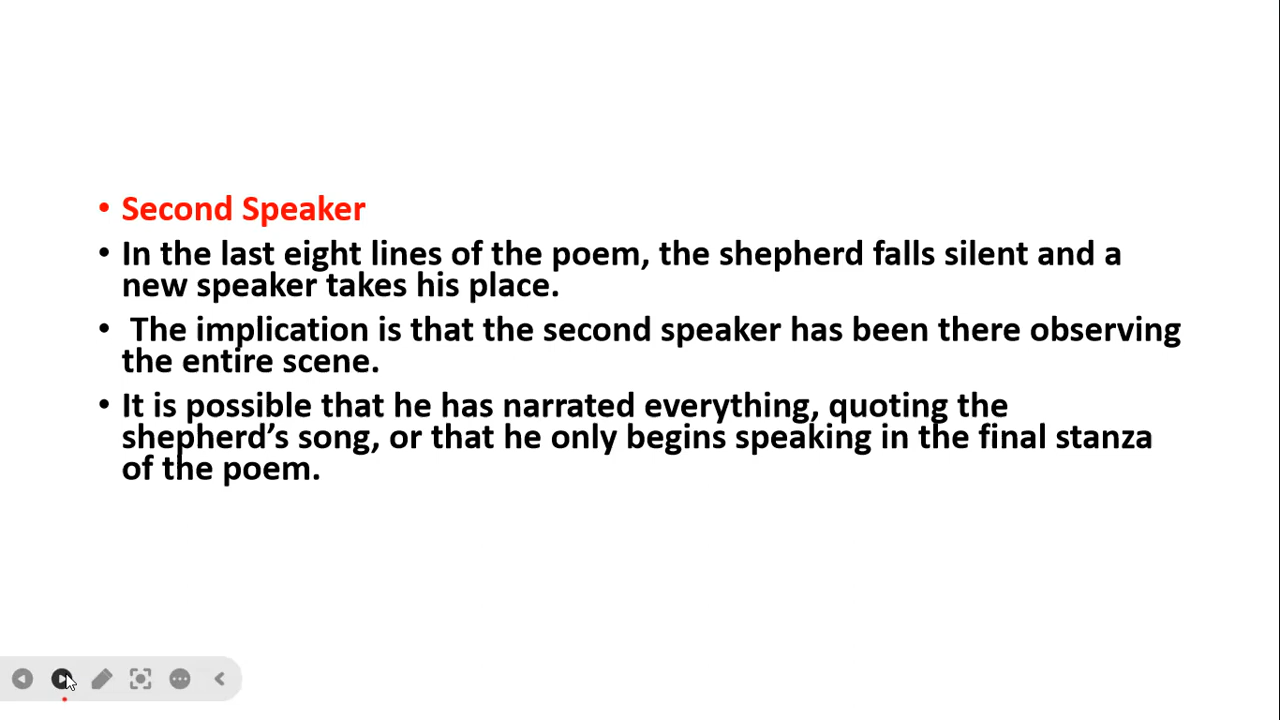 • Second Speaker
• In the last eight lines of the poem, the shepherd falls silent and a
new speaker takes his place.
• The implication is that the second speaker has been there observing
the entire scene.
• It is possible that he has narrated everything, quoting the
shepherd’s song, or that he only begins speaking in the final stanza
of the poem.